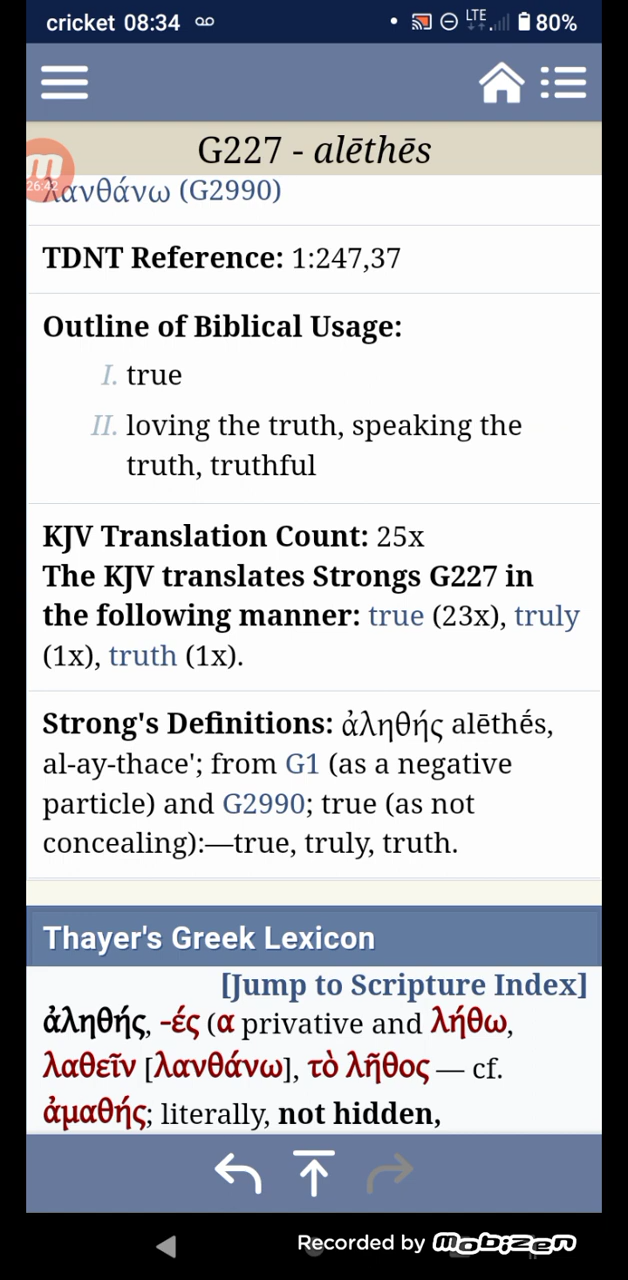 cricket 08:34 LTE 80%
G227 - alēthēs
26:42
λανθάνω (G2990)
TDNT Reference: 1:247,37
Outline of Biblical Usage:
I. true
II. loving the truth, speaking the
truth, truthful
KJV Translation Count: 25x
The KJV translates Strongs G227 in
the following manner: true (23x), truly
(1x), truth (1x).
Strong's Definitions: ἀληθής alēthḗs,
al-ay-thace'; from G1 (as a negative
particle) and G2990; true (as not
concealing):—true, truly, truth.
Thayer's Greek Lexicon
[Jump to Scripture Index]
ἀληθής, -ές (α privative and λήθω,
λαθεῖν [λανθάνω], τὸ λῆθος — cf.
ἀμαθής; literally, not hidden,
Recorded by mobizen